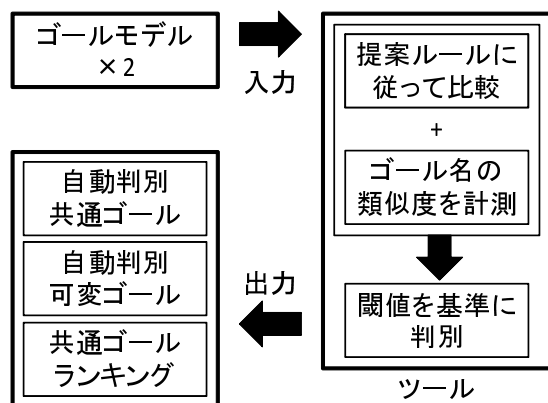 ゴールモデル
×2
入力
提案ルールに
従って比較
+
ゴール名の
類似度を計測
閾値を基準に
判別
ツール
出力
自動判別
共通ゴール
自動判別
可変ゴール
共通ゴール
ランキング